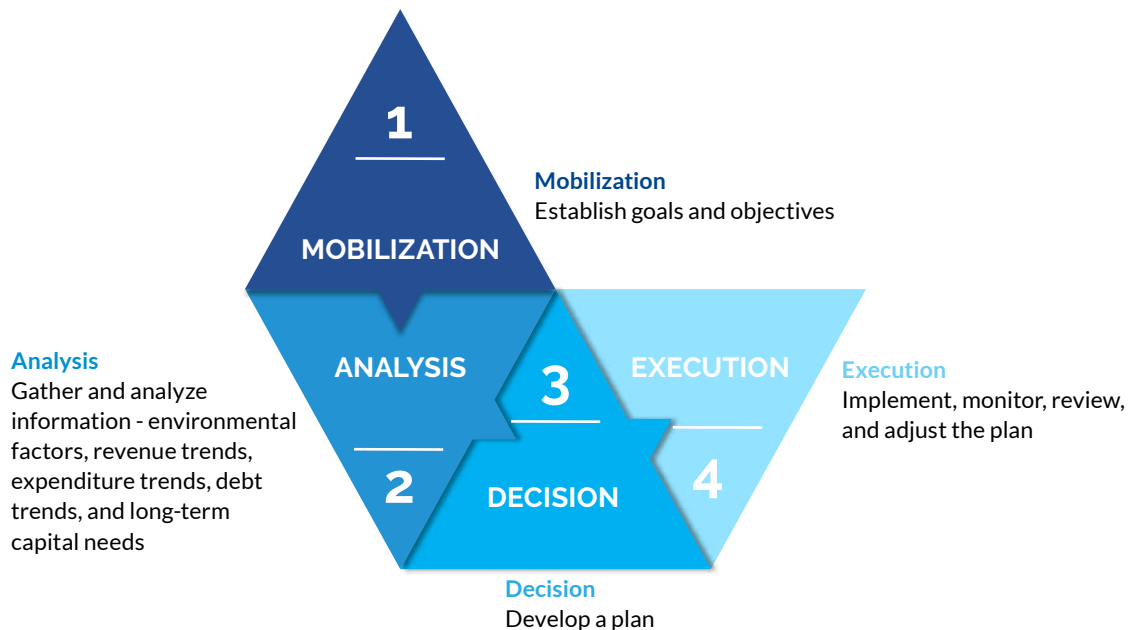 1
MOBILIZATION
Mobilization
Establish goals and objectives
ANALYSIS
2
Analysis
Gather and analyze
information - environmental
factors, revenue trends,
expenditure trends, debt
trends, and long-term
capital needs
3
DECISION
Decision
Develop a plan
EXECUTION
4
Execution
Implement, monitor, review,
and adjust the plan